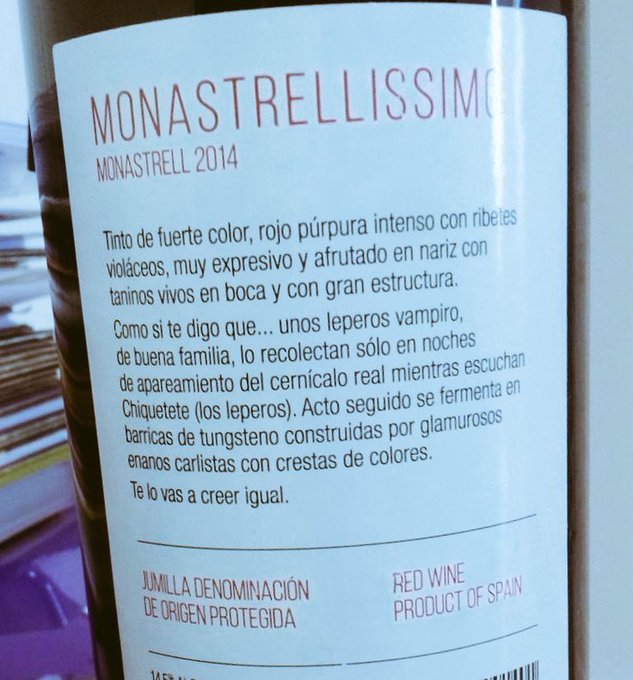 MONASTRELLISSIMO
MONASTRELL 2014
Tinto de fuerte color, rojo púrpura intenso con ribetes
violáceos, muy expresivo y afrutado en nariz con
taninos vivos en boca y con gran estructura.
Como si te digo que... unos leperos vampiro,
de buena familia, lo recolectan sólo en noches
de apareamiento del cernícalo real mientras escuchan
Chiquetete (los leperos). Acto seguido se fermenta en
barricas de tungsteno construidas por glamurosos
enanos carlistas con crestas de colores.
Te lo vas a creer igual.
JUMILLA DENOMINACIÓN
DE ORIGEN PROTEGIDA
RED WINE
PRODUCT OF SPAIN